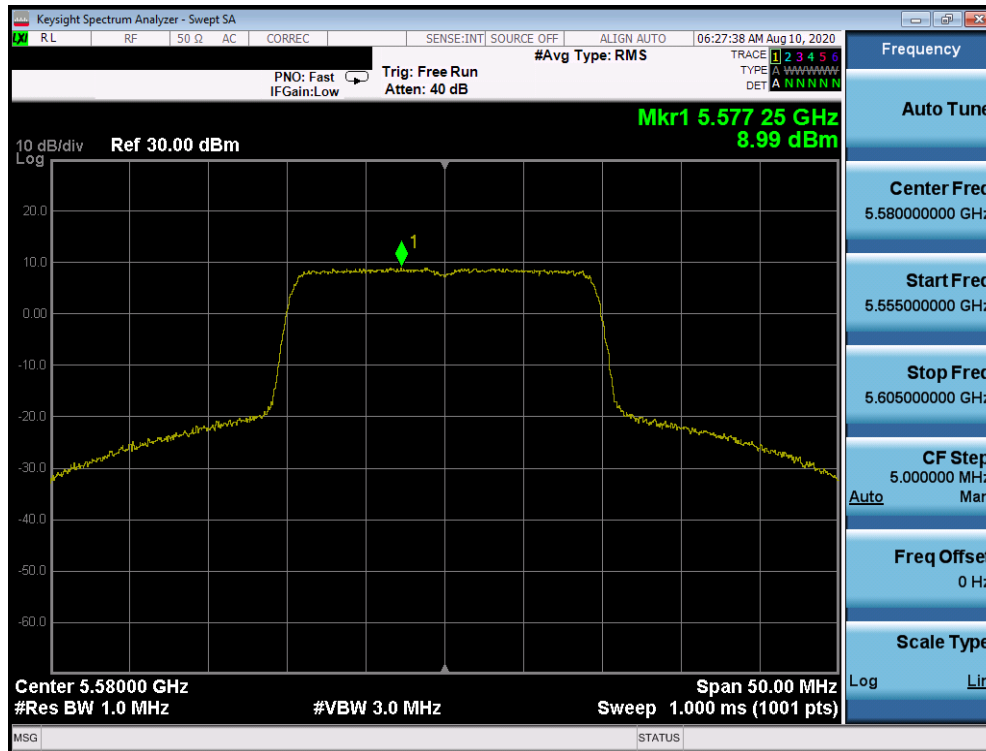 Keysight Spectrum Analyzer - Swept SA
LXI RL RF 50 Ω AC CORREC SENSE:INT SOURCE OFF ALIGN AUTO 06:27:38 AM Aug 10, 2020
#Avg Type: RMS
TRACE 1 2 3 4 5 6
PNO: Fast Trig: Free Run
TYPE A WWWWW
IFGain:Low Atten: 40 dB
DET A N N N N N
Mkr1 5.577 25 GHz
8.99 dBm
10 dB/div Ref 30.00 dBm
Log
20.0
10.0
0.00
-10.0
-20.0
-30.0
-40.0
-50.0
-60.0
1
Center 5.58000 GHz Span 50.00 MHz
#Res BW 1.0 MHz #VBW 3.0 MHz Sweep 1.000 ms (1001 pts)
MSG STATUS
Frequency
Auto Tune
Center Freq
5.580000000 GHz
Start Freq
5.555000000 GHz
Stop Freq
5.605000000 GHz
CF Step
5.000000 MHz
Auto Man
Freq Offset
0 Hz
Scale Type
Log Lin